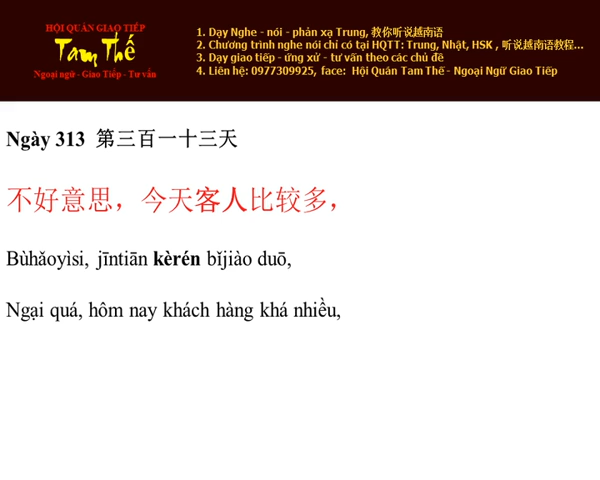 HỘI QUÁN GIAO TIẾP
Tam Thế
Ngoại ngữ - Giao Tiếp - Tư vấn
1. Dạy Nghe - nói - phản xạ Trung, 教你听说越南语
2. Chương trình nghe nói chỉ có tại HQTT: Trung, Nhật, HSK , 听说越南语教程...
3. Dạy giao tiếp - ứng xử - tư vấn theo các chủ đề
4. Liên hệ: 0977309925, face: Hội Quán Tam Thế - Ngoại Ngữ Giao Tiếp
Ngày 313 第三百一十三天
不好意思，今天客人比较多，
Bùhǎoyìsi, jīntiān kèrén bǐjiào duō,
Ngại quá, hôm nay khách hàng khá nhiều,